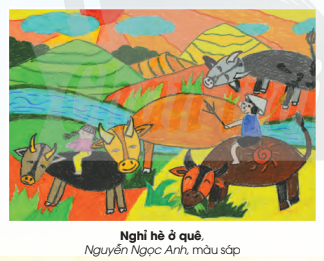 Nghỉ hè ở quê,
Nguyễn Ngọc Anh, màu sáp